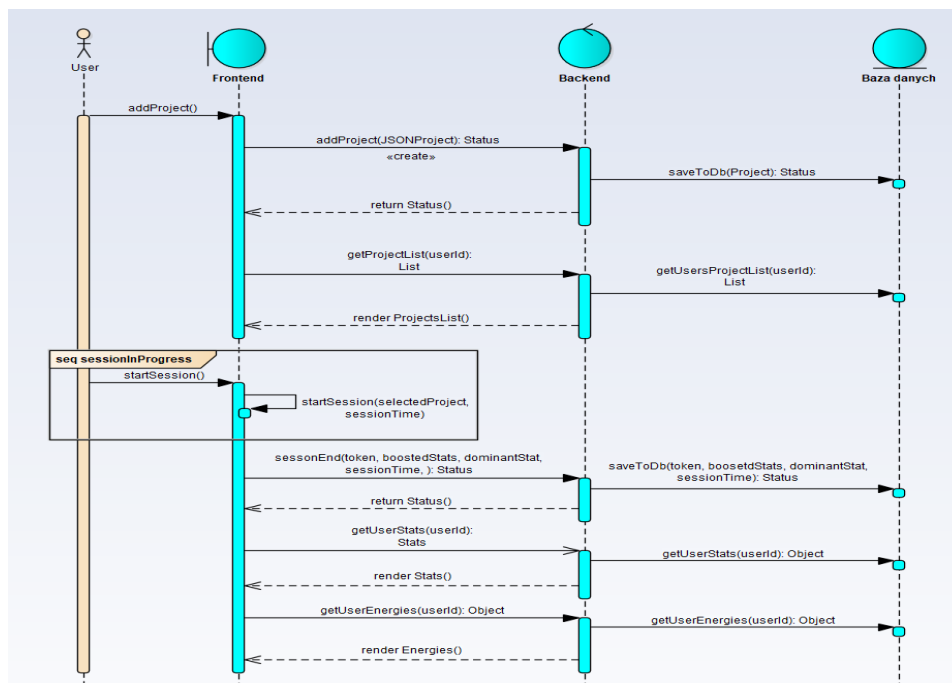 User
Frontend
Backend
Baza danych
addProject()
addProject(JSONProject): Status
«create»
saveToDb(Project): Status
return Status()
getProjectList(userId):
List
getUsersProjectList(userId):
List
render ProjectsList()
seq sessionInProgress
startSession()
startSession(selectedProject,
sessionTime)
sessonEnd(token, boostedStats, dominantStat,
sessionTime, ): Status
saveToDb(token, boosetdStats, dominantStat,
sessionTime): Status
return Status()
getUserStats(userId):
Stats
getUserStats(userId): Object
render Stats()
getUserEnergies(userId): Object
getUserEnergies(userId): Object
render Energies()